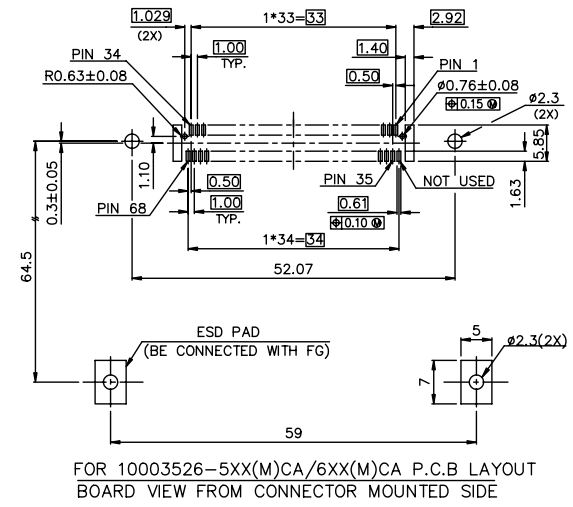 1.029
(2X)
1*33=33
2.92
PIN 34
1.00
TYP.
1.40
PIN 1
R0.63±0.08
0.50
ø0.76±0.08
⌖ 0.15 Ⓜ
ø2.3
(2X)
0.3±0.05
1.10
5.85
1.63
0.50
PIN 35
NOT USED
PIN 68
1.00
TYP.
0.61
⌖ 0.10 Ⓜ
1*34=34
64.5
52.07
ESD PAD
(BE CONNECTED WITH FG)
5
ø2.3(2X)
7
59
FOR 10003526-5XX(M)CA/6XX(M)CA P.C.B LAYOUT
BOARD VIEW FROM CONNECTOR MOUNTED SIDE